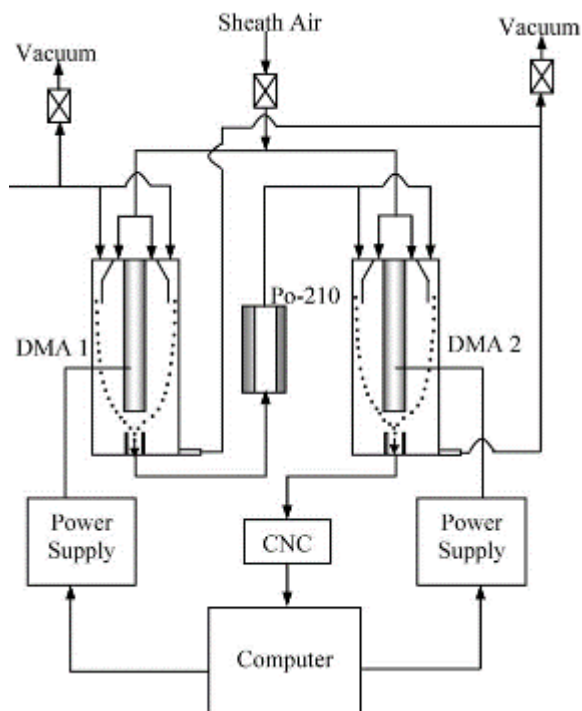 Sheath Air
Vacuum
Vacuum
Po-210
DMA 1
DMA 2
Power
Supply
Power
Supply
CNC
Computer